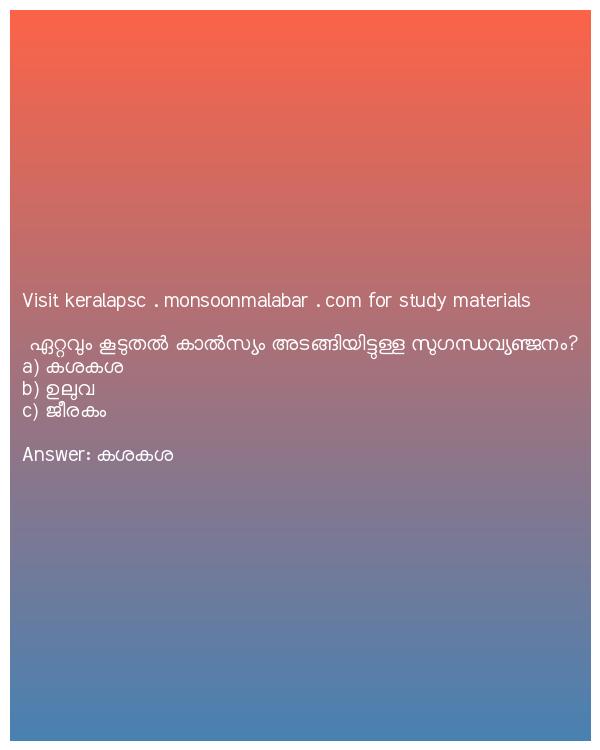 Visit keralapsc . monsoonmalabar . com for study materials
ഏറ്റവും കൂടുതൽ കാൽസ്യം അടങ്ങിയിട്ടുള്ള സുഗന്ധവ്യഞ്ജനം?
a) കശകശ
b) ഉലുവ
c) ജീരകം
Answer: കശകശ